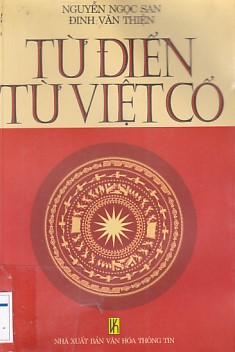 NGUYỄN NGỌC SAN
ĐINH VĂN THIỆN
TỪ ĐIỂN
TỪ VIỆT CỔ
NHÀ XUẤT BẢN VĂN HÓA THÔNG TIN